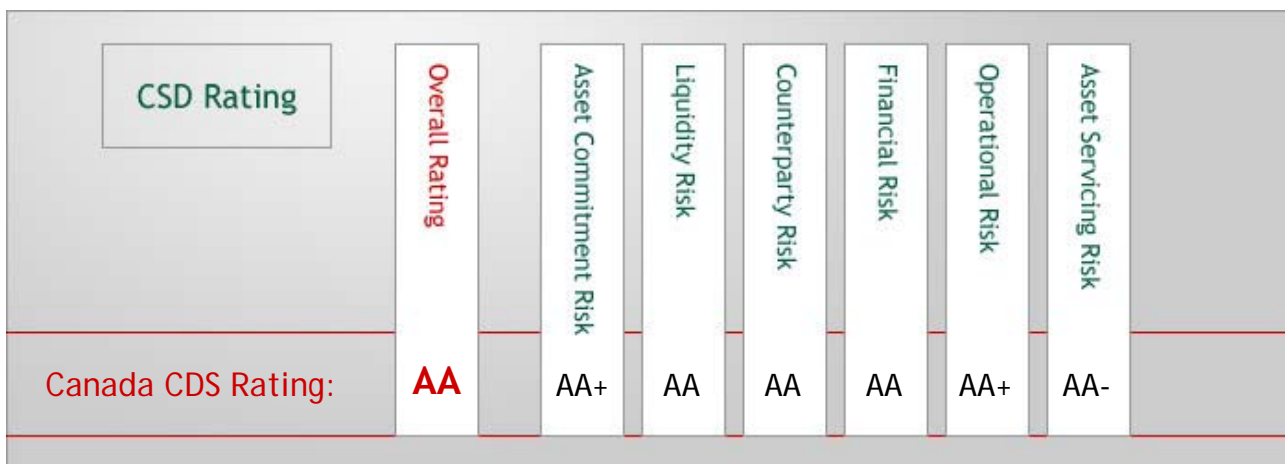 CSD Rating
Overall Rating
Asset Commitment Risk
Liquidity Risk
Counterparty Risk
Financial Risk
Operational Risk
Asset Servicing Risk
Canada CDS Rating:
AA
AA+
AA
AA
AA
AA+
AA-